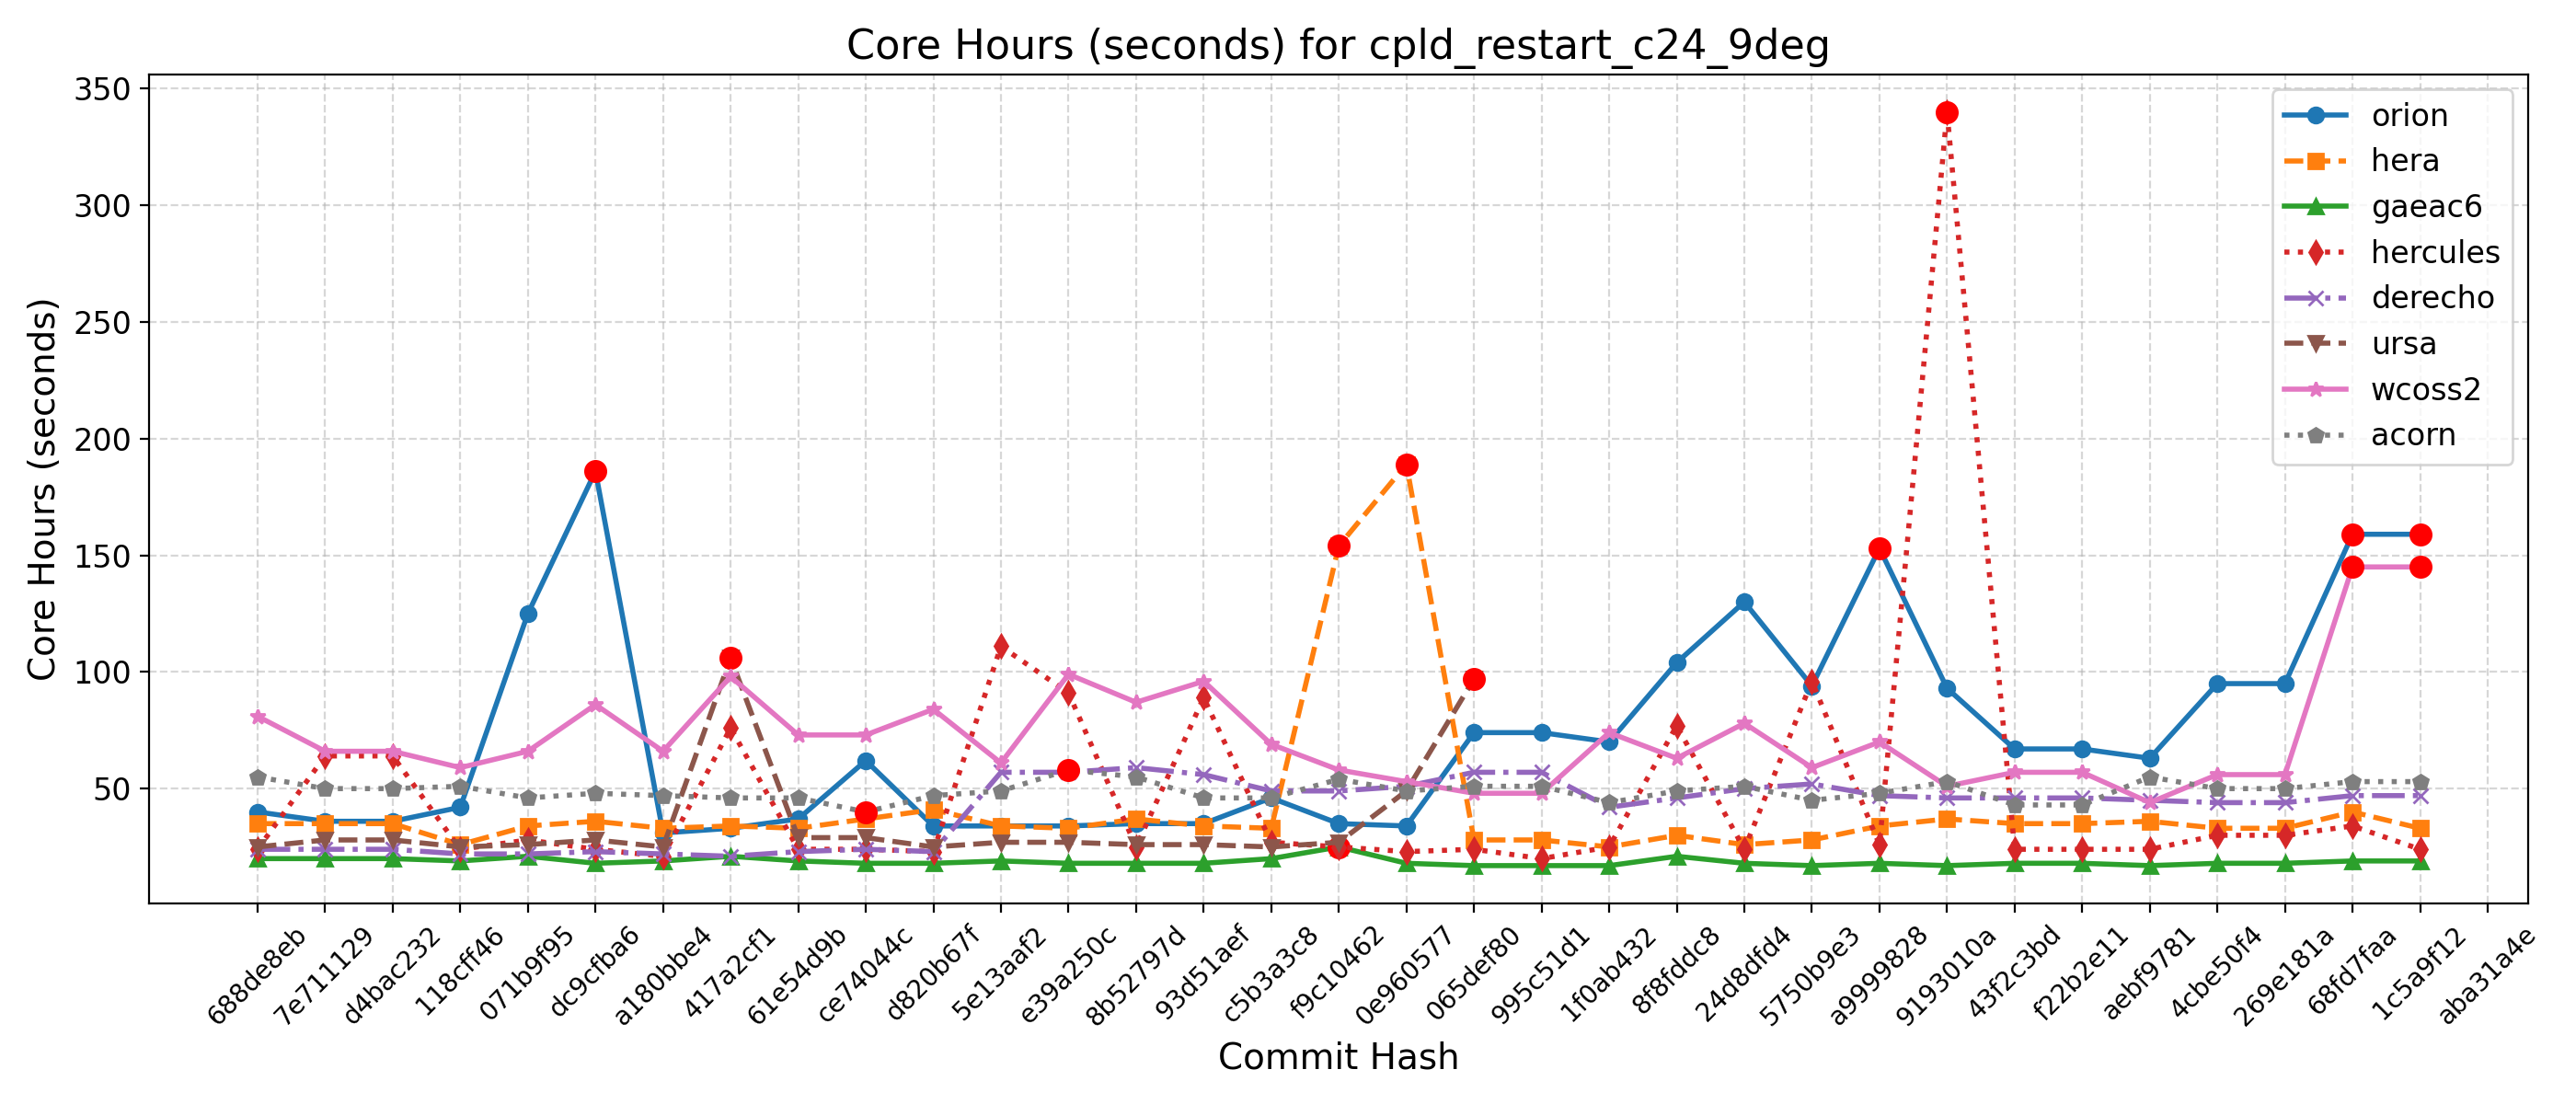 Core Hours (seconds) for cpld_restart_c24_9deg
Core Hours (seconds)
350
300
250
200
150
100
50
orion
hera
gaeac6
hercules
derecho
ursa
wcoss2
acorn
688de8eb
7e711129
d4bac232
118cff46
071b9f95
dc9cfba6
a180bbe4
417a2cf1
61e54d9b
ce74044c
d820b67f
5e13aaf2
e39a250c
8b52797d
93d51aef
c5b3a3c8
f9c10462
0e960577
065def80
995c51d1
1f0ab432
8f8fddc8
24d8dfd4
5750b9e3
a9999828
9193010a
43f2c3bd
f22b2e11
aebf9781
4cbe50f4
269e181a
68fd7faa
1c5a9f12
aba31a4e
Commit Hash